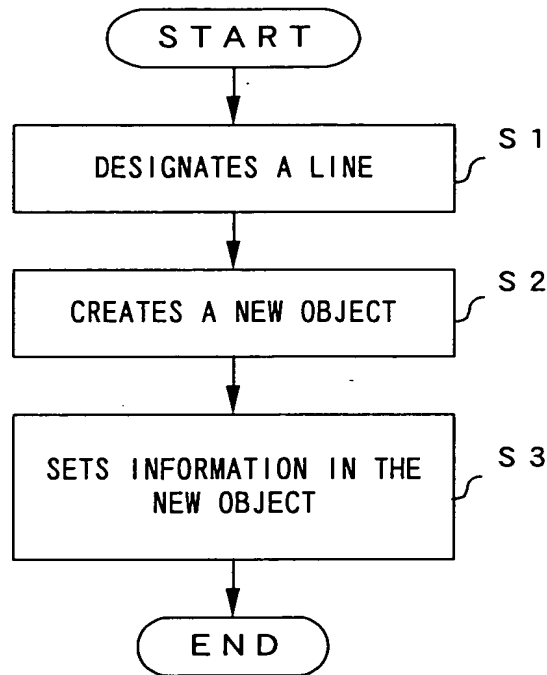 START
DESIGNATES A LINE
S1
CREATES A NEW OBJECT
S2
SETS INFORMATION IN THE
NEW OBJECT
S3
END